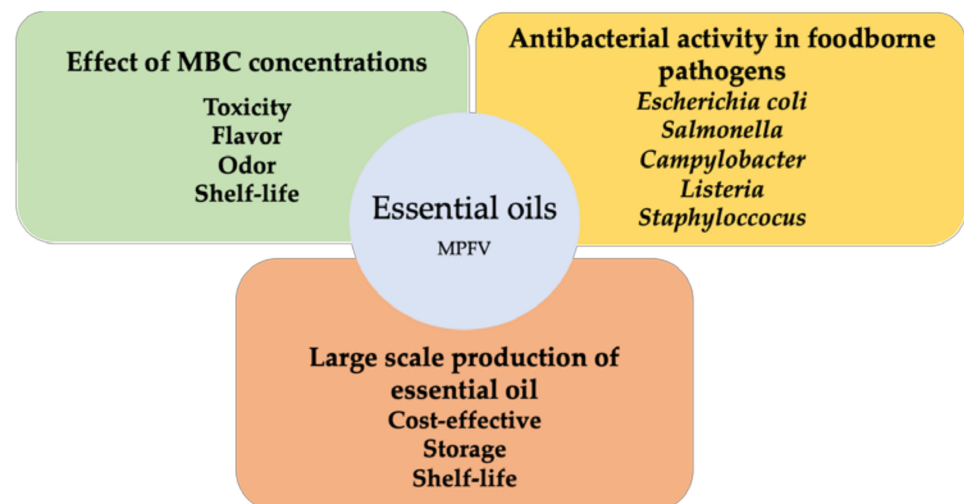 Effect of MBC concentrations
Toxicity
Flavor
Odor
Shelf-life
Antibacterial activity in foodborne
pathogens
Escherichia coli
Salmonella
Campylobacter
Listeria
Staphyloccocus
Essential oils
MPFV
Large scale production of
essential oil
Cost-effective
Storage
Shelf-life